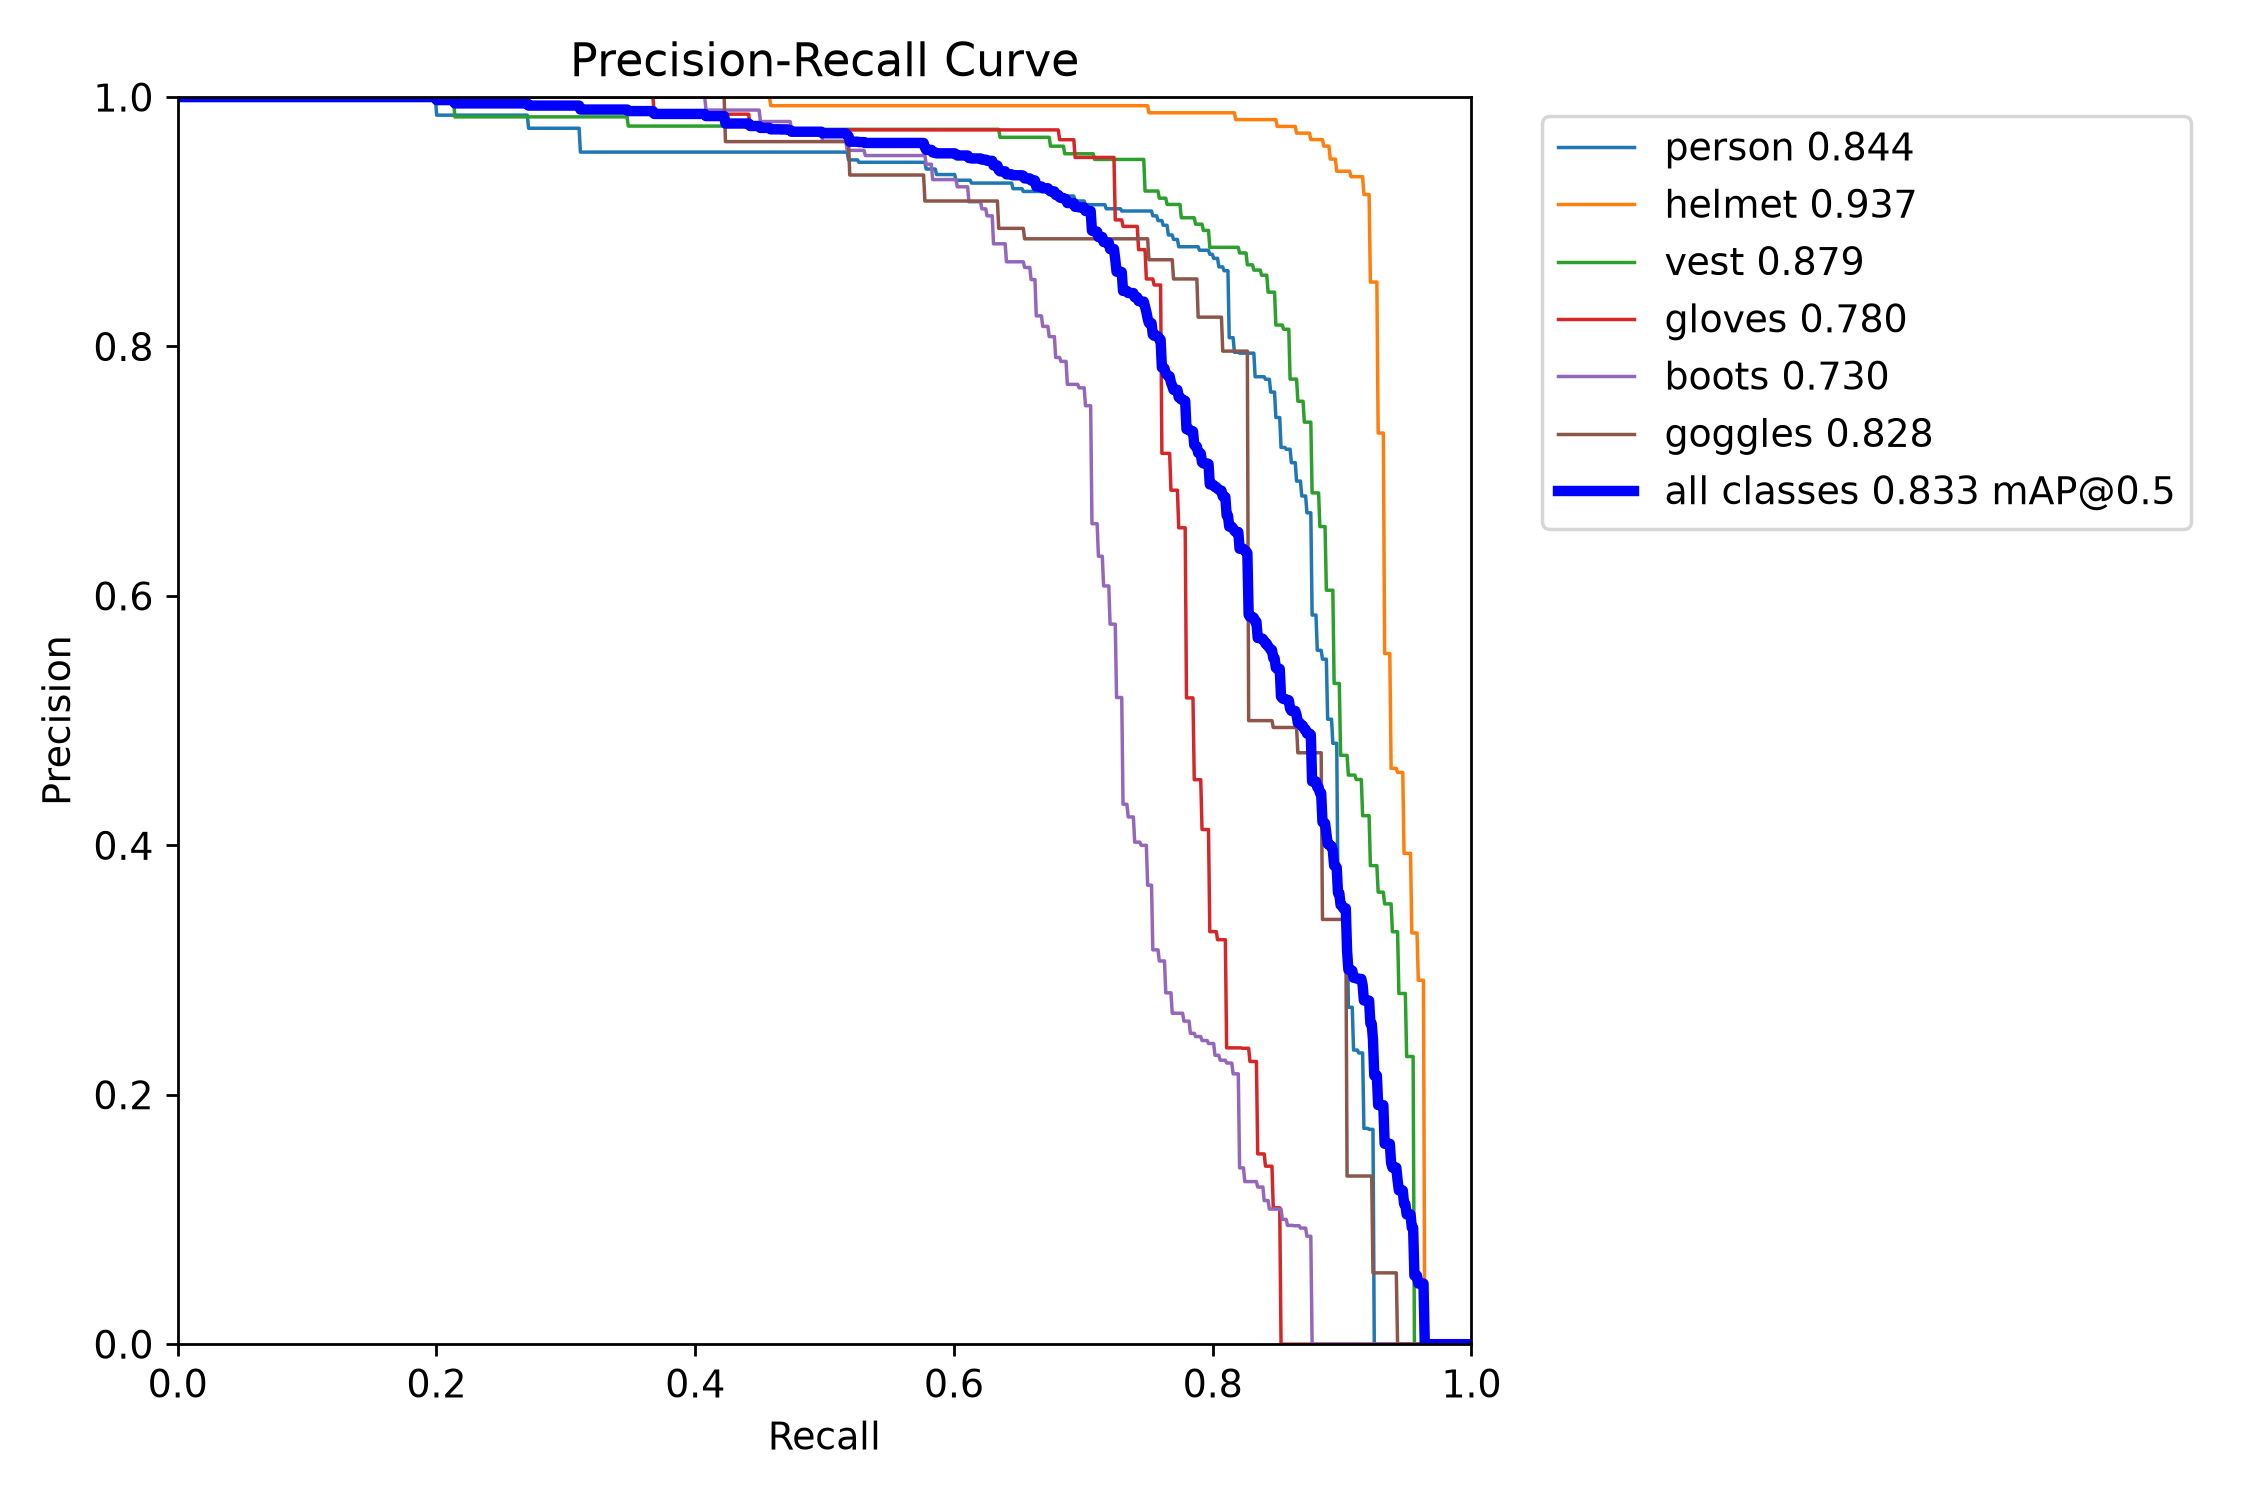 Precision-Recall Curve
1.0
0.8
0.6
0.4
0.2
0.0
Precision
0.0 0.2 0.4 0.6 0.8 1.0
Recall
person 0.844
helmet 0.937
vest 0.879
gloves 0.780
boots 0.730
goggles 0.828
all classes 0.833 mAP@0.5